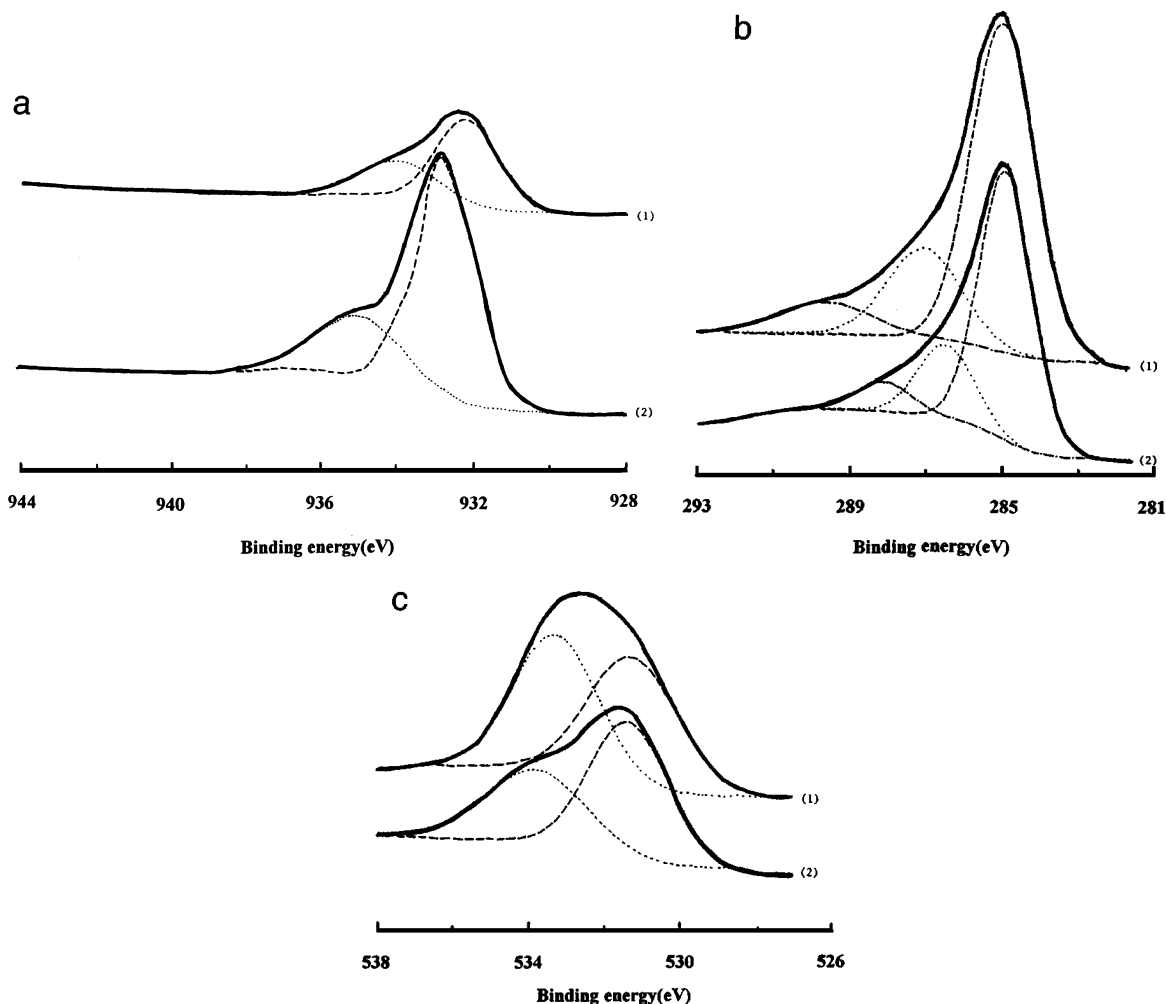 a
(1)
(2)
944 940 936 932 928
Binding energy(eV)
b
(1)
(2)
293 289 285 281
Binding energy(eV)
c
(1)
(2)
538 534 530 526
Binding energy(eV)